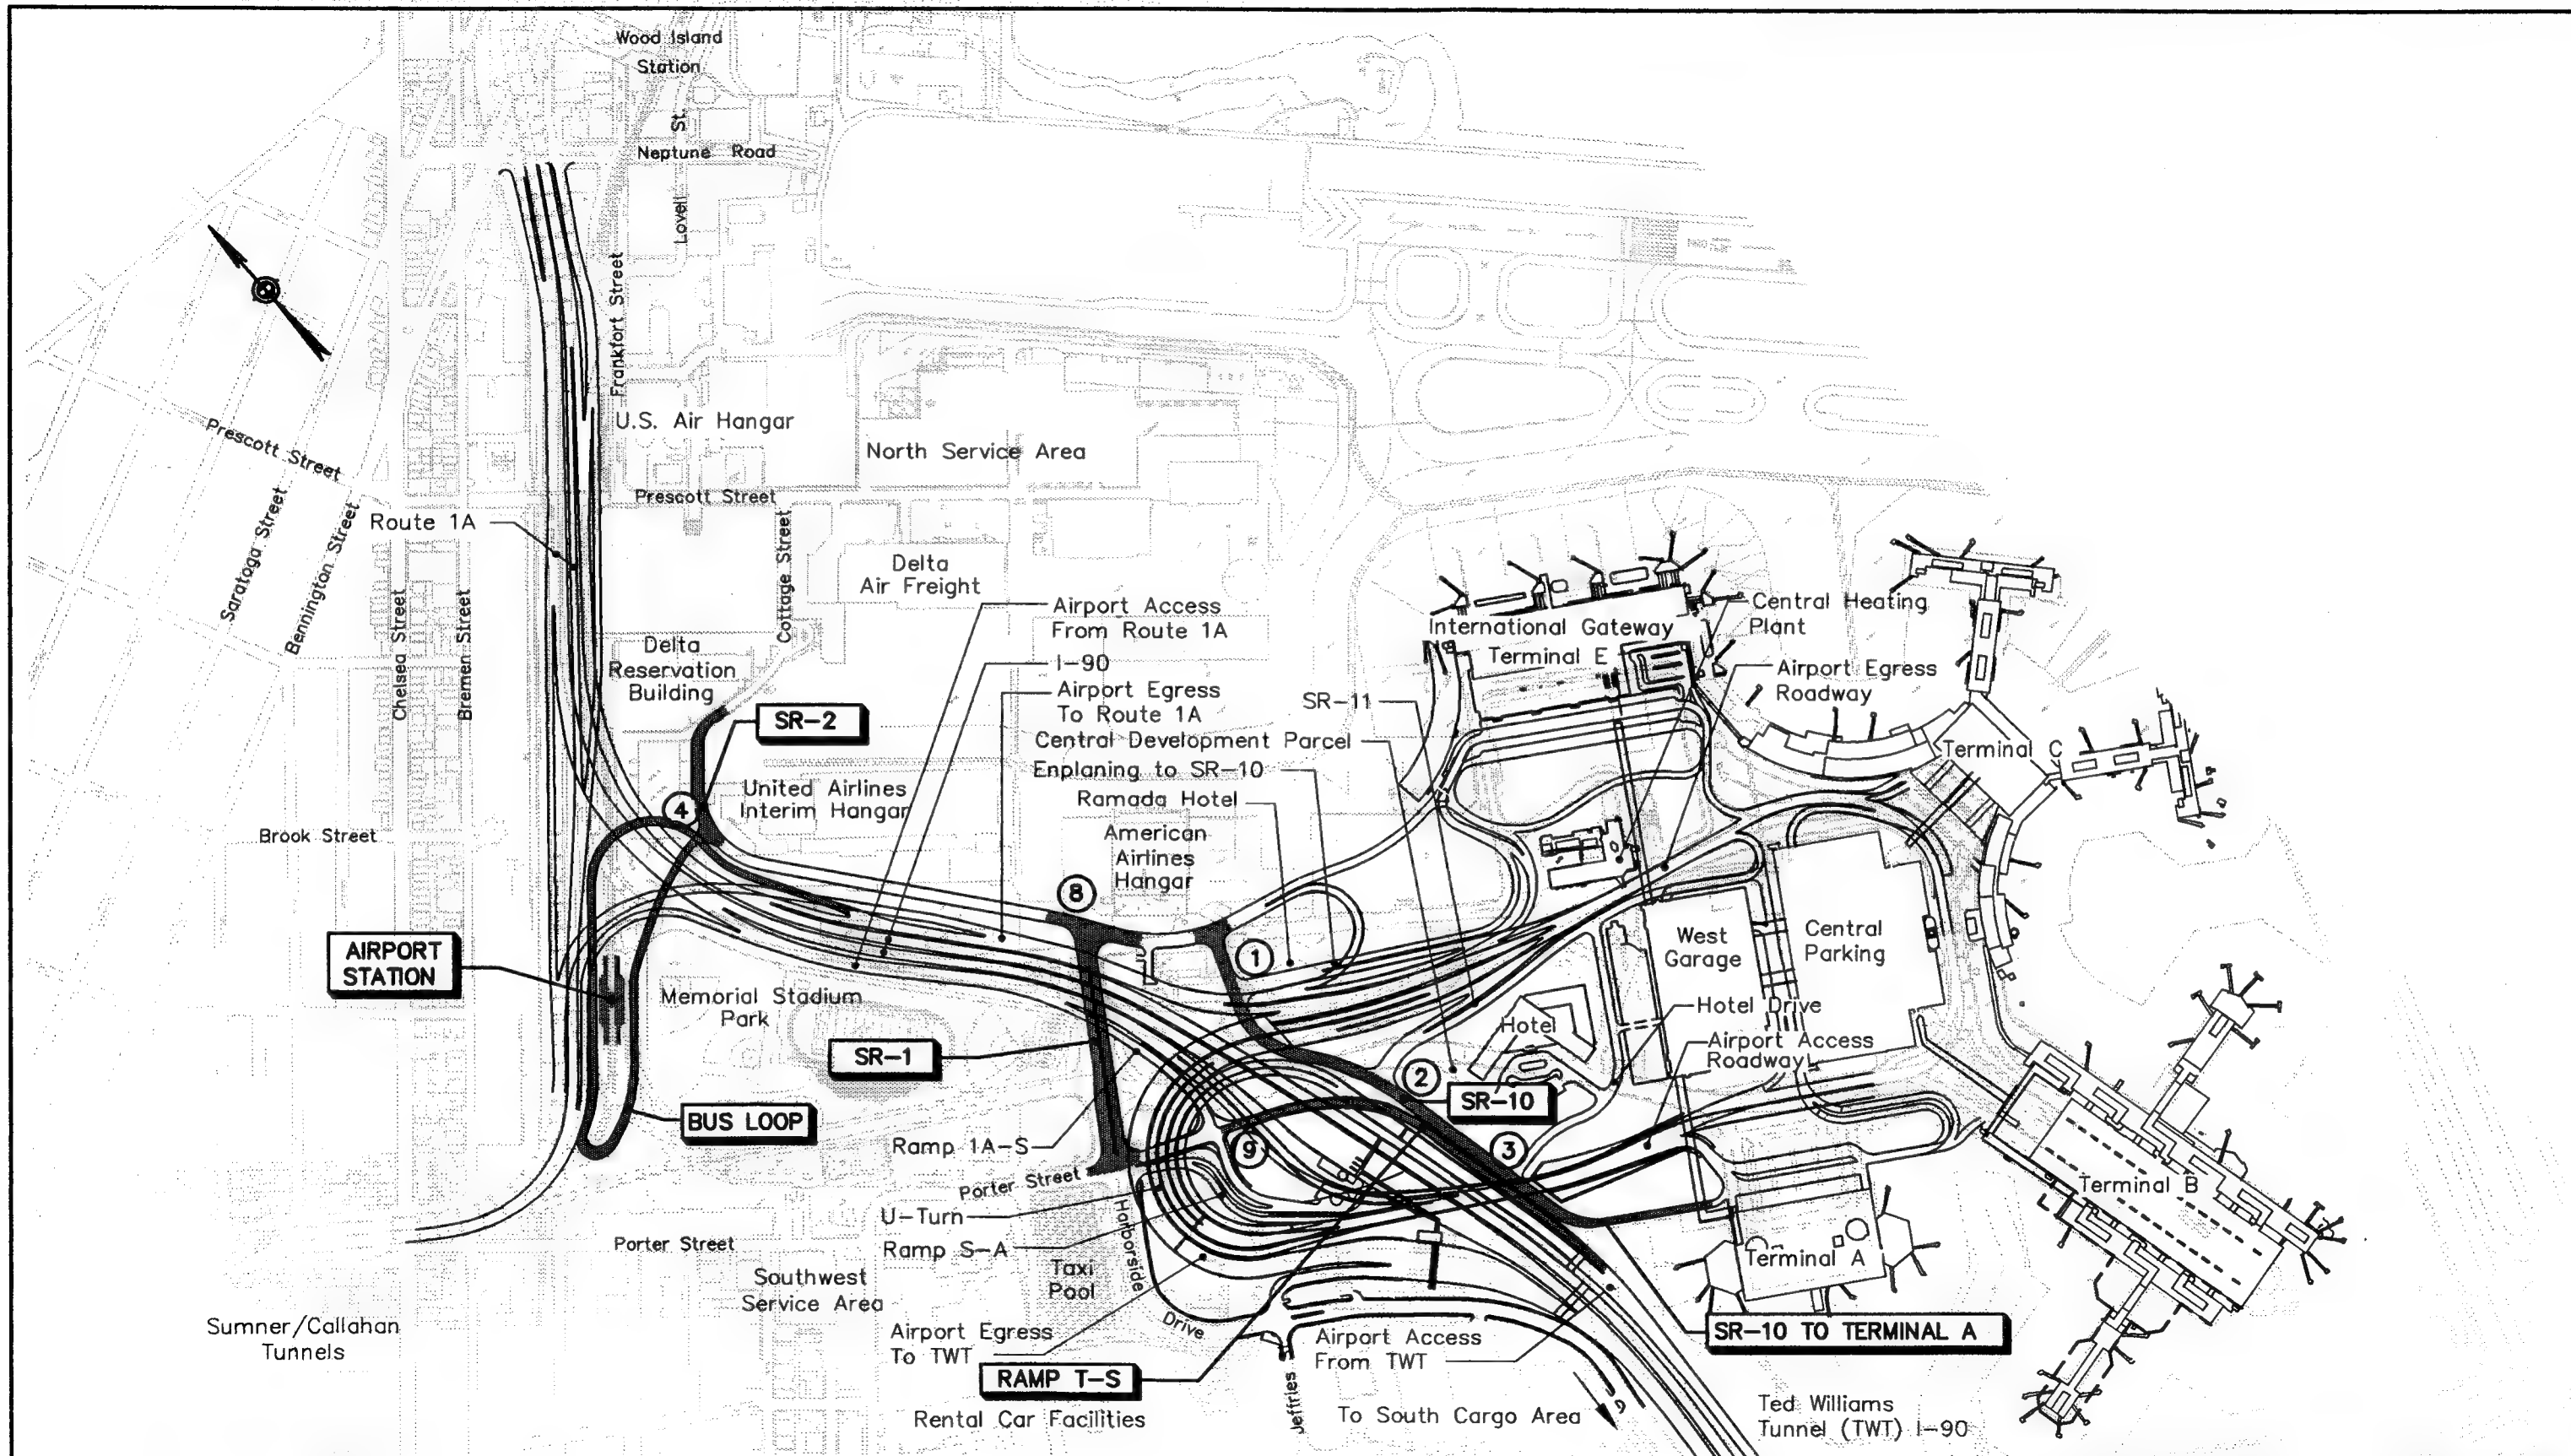 Wood Island
Station
Lovell St.
Neptune Road
Frankfort Street
U.S. Air Hangar
North Service Area
Prescott Street
Prescott Street
Saratoga Street
Bennington Street
Route 1A
Chelsea Street
Bremen Street
Cottage Street
Delta
Air Freight
Airport Access
From Route 1A
I-90
Airport Egress
To Route 1A
Central Development Parcel
Enplaning to SR-10
Ramada Hotel
American
Airlines
Hangar
SR-11
International Gateway
Terminal E
Central Heating
Plant
Airport Egress
Roadway
Terminal C
Delta
Reservation
Building
SR-2
United Airlines
Interim Hangar
4
Brook Street
8
1
AIRPORT
STATION
Memorial Stadium
Park
West
Garage
Central
Parking
Hotel
Hotel Drive
Airport Access
Roadway
SR-1
2
SR-10
BUS LOOP
Ramp 1A-S
9
3
Porter Street
U-Turn
Ramp S-A
Harborside
Drive
Porter Street
Southwest
Service Area
Taxi
Pool
Terminal A
Terminal B
Sumner/Callahan
Tunnels
Airport Egress
To TWT
RAMP T-S
Airport Access
From TWT
SR-10 TO TERMINAL A
Rental Car Facilities
Jeffries
To South Cargo Area
Ted Williams
Tunnel (TWT) I-90